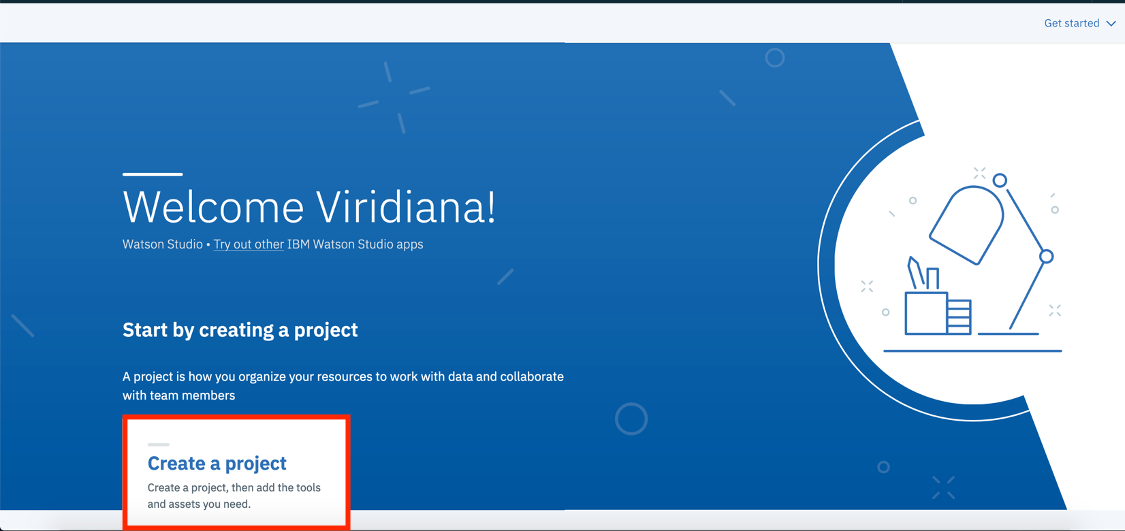 Get started
Welcome Viridiana!
Watson Studio • Try out other IBM Watson Studio apps
Start by creating a project
A project is how you organize your resources to work with data and collaborate
with team members
Create a project
Create a project, then add the tools
and assets you need.